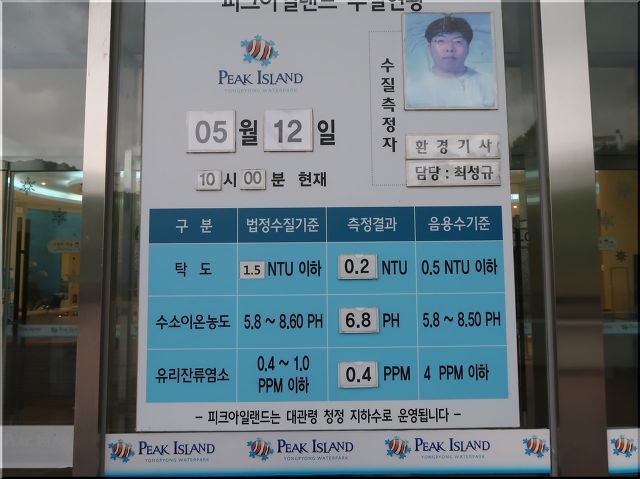 피크아일랜드 수질현황
PEAK ISLAND
YONGPYONG WATERPARK
수질측정자
환경기사
담당 : 최성규
05 월 12 일
10 시 00 분 현재
구 분 법정수질기준 측정결과 음용수기준
탁 도 1.5 NTU 이하 0.2 NTU 0.5 NTU 이하
수소이온농도 5.8 ~ 8.60 PH 6.8 PH 5.8 ~ 8.50 PH
유리잔류염소 0.4 ~ 1.0 PPM 이하 0.4 PPM 4 PPM 이하
- 피크아일랜드는 대관령 청정 지하수로 운영됩니다 -
PEAK ISLAND PEAK ISLAND PEAK ISLAND
YONGPYONG WATERPARK YONGPYONG WATERPARK YONGPYONG WATERPARK